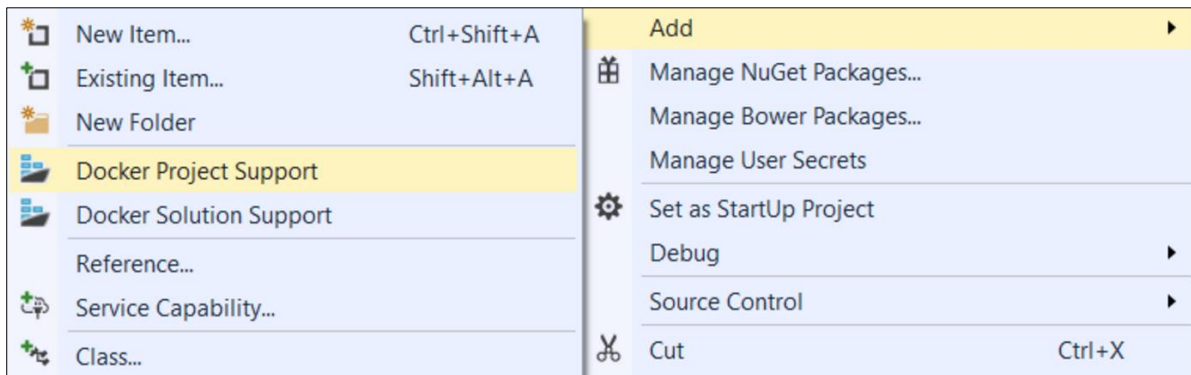 New Item... Ctrl+Shift+A
Existing Item... Shift+Alt+A
New Folder
Docker Project Support
Docker Solution Support
Reference...
Service Capability...
Class...
Add
Manage NuGet Packages...
Manage Bower Packages...
Manage User Secrets
Set as StartUp Project
Debug
Source Control
Cut Ctrl+X